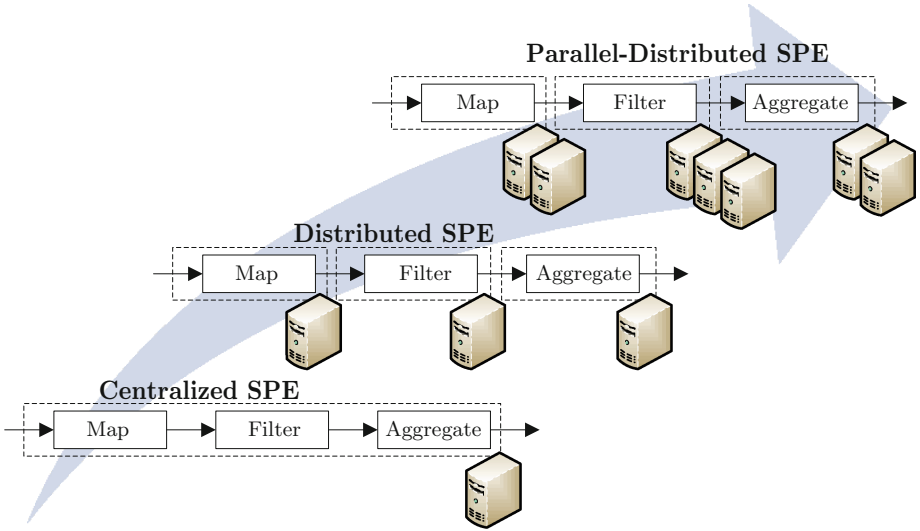 Parallel-Distributed SPE
Map Filter Aggregate
Distributed SPE
Map Filter Aggregate
Centralized SPE
Map Filter Aggregate